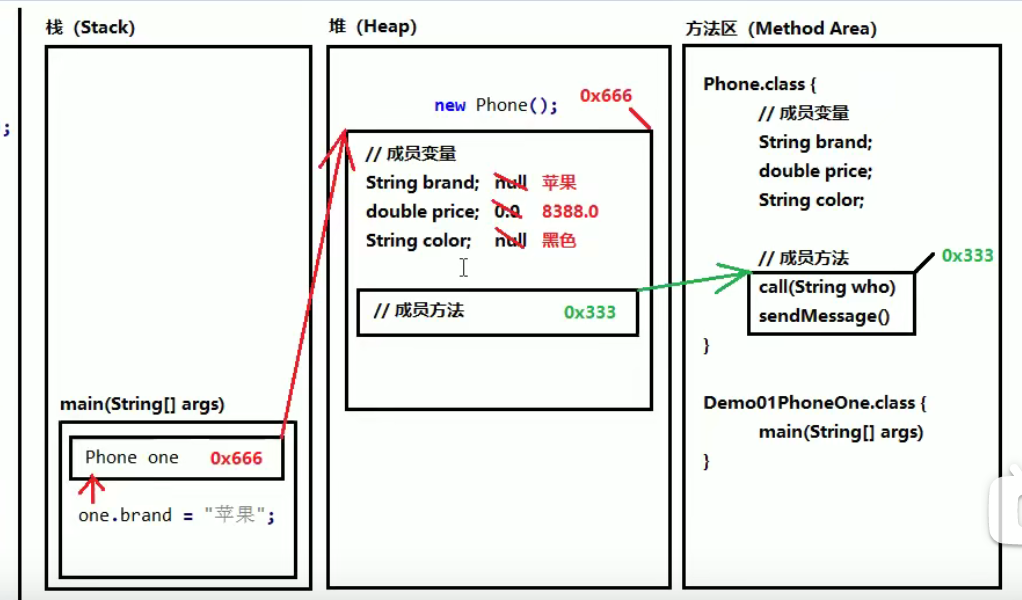 ;
栈（Stack)
main(String[] args)
Phone one 0x666
one.brand = "苹果";
堆（Heap)
new Phone(); 0x666
// 成员变量
String brand; null 苹果
double price; 0.0 8388.0
String color; null 黑色
// 成员方法 0x333
方法区（Method Area)
Phone.class {
// 成员变量
String brand;
double price;
String color;
// 成员方法 0x333
call(String who)
sendMessage()
}
Demo01PhoneOne.class {
main(String[] args)
}